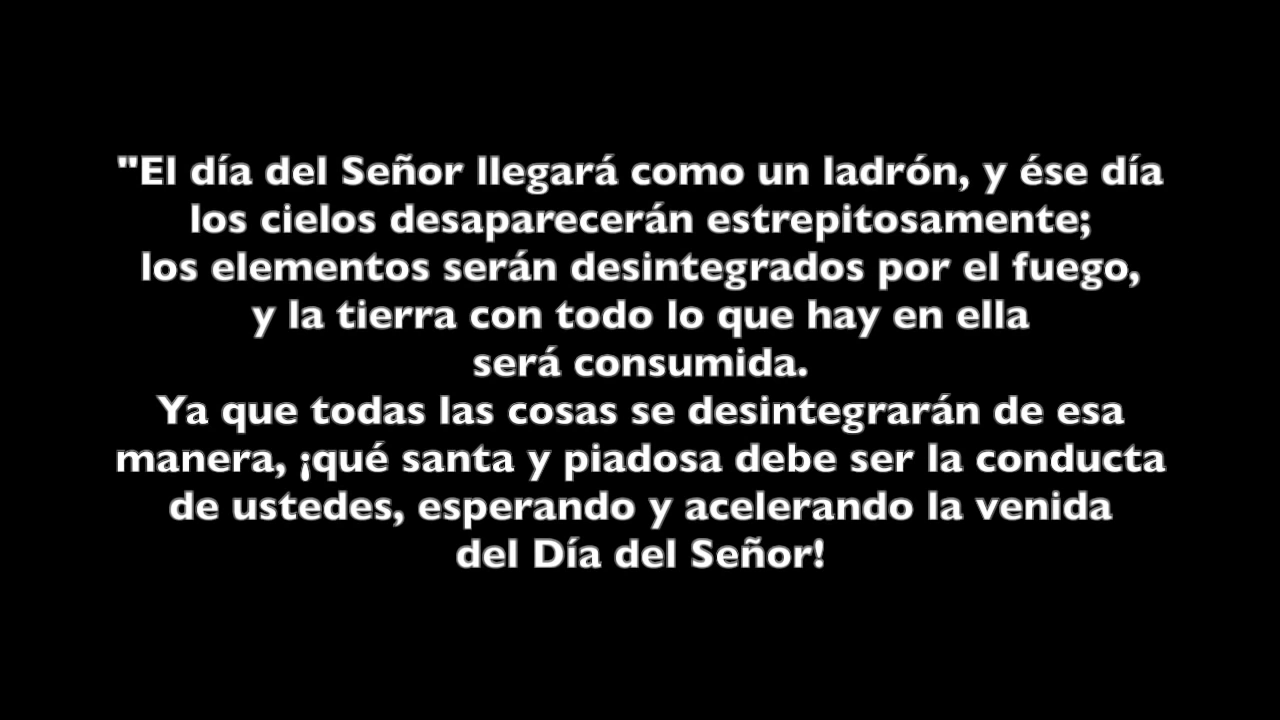 "El día del Señor llegará como un ladrón, y ése día
los cielos desaparecerán estrepitosamente;
los elementos serán desintegrados por el fuego,
y la tierra con todo lo que hay en ella
será consumida.
Ya que todas las cosas se desintegrarán de esa
manera, ¡qué santa y piadosa debe ser la conducta
de ustedes, esperando y acelerando la venida
del Día del Señor!